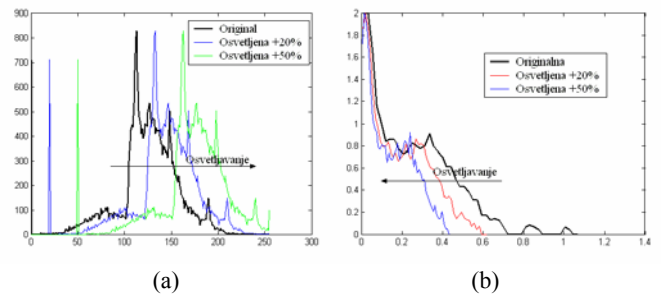 900
800
700
600
500
400
300
200
100
0
0 50 100 150 200 250 300
Original
Osvetljena +20%
Osvetljena +50%
Osvetljavanje
(a)
2
1.8
1.6
1.4
1.2
1
0.8
0.6
0.4
0.2
0
0 0.2 0.4 0.6 0.8 1 1.2 1.4
Originalna
Osvetljena +20%
Osvetljena +50%
Osvetljavanje
(b)